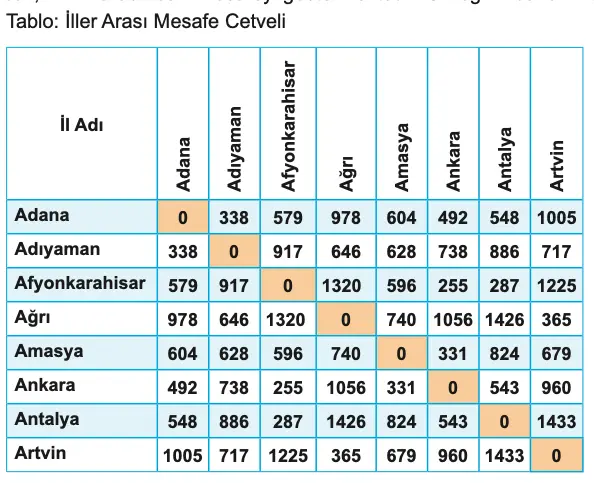 Tablo: İller Arası Mesafe Cetveli
İl Adı Adana Adıyaman Afyonkarahisar Ağrı Amasya Ankara Antalya Artvin
Adana 0 338 579 978 604 492 548 1005
Adıyaman 338 0 917 646 628 738 886 717
Afyonkarahisar 579 917 0 1320 596 255 287 1225
Ağrı 978 646 1320 0 740 1056 1426 365
Amasya 604 628 596 740 0 331 824 679
Ankara 492 738 255 1056 331 0 543 960
Antalya 548 886 287 1426 824 543 0 1433
Artvin 1005 717 1225 365 679 960 1433 0